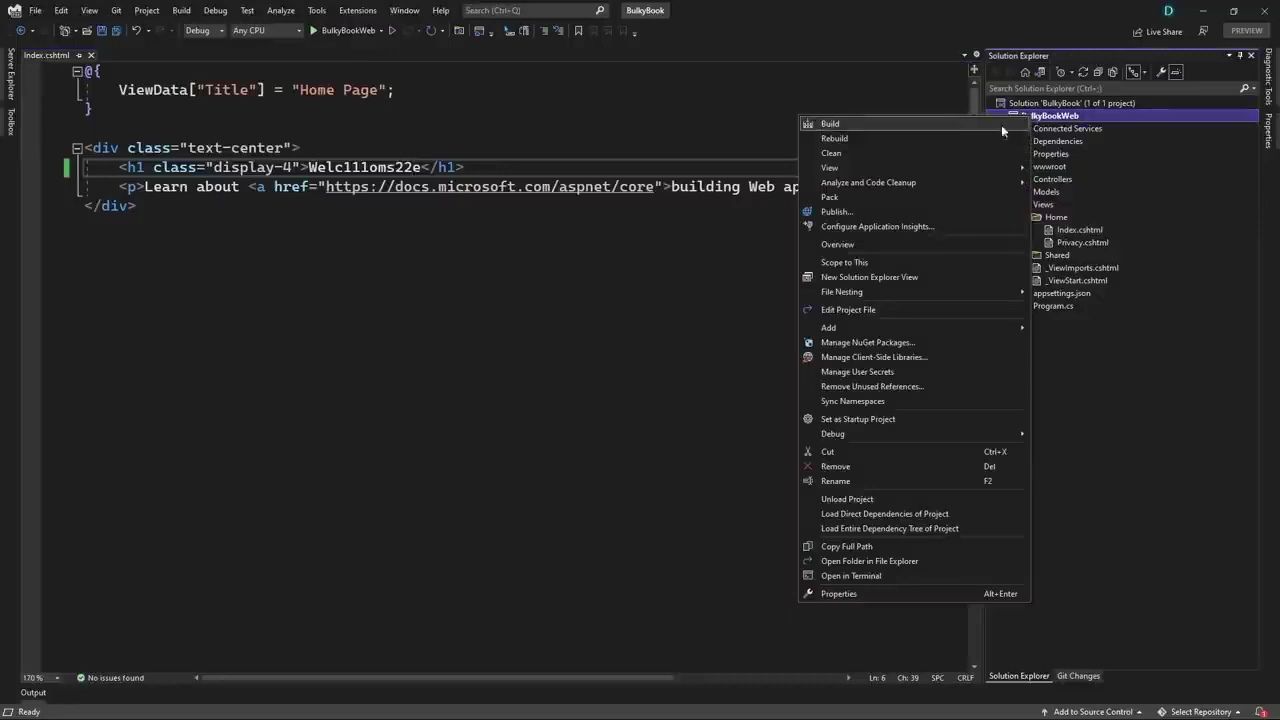 File Edit View Git Project Build Debug Test Analyze Tools Extensions Window Help Search (Ctrl+Q) BulkyBook D
Debug Any CPU BulkyBookWeb Live Share PREVIEW
Index.cshtml
Solution Explorer
Server Explorer
Toolbox
Diagnostic Tools
Properties
@{
ViewData["Title"] = "Home Page";
}
<div class="text-center">
<h1 class="display-4">Welc111oms22e</h1>
<p>Learn about <a href="https://docs.microsoft.com/aspnet/core">building Web ap
</div>
Build
Rebuild
Clean
View
Analyze and Code Cleanup
Pack
Publish...
Configure Application Insights...
Overview
Scope to This
New Solution Explorer View
File Nesting
Edit Project File
Add
Manage NuGet Packages...
Manage Client-Side Libraries...
Manage User Secrets
Remove Unused References...
Sync Namespaces
Set as Startup Project
Debug
Cut Ctrl+X
Remove Del
Rename F2
Unload Project
Load Direct Dependencies of Project
Load Entire Dependency Tree of Project
Copy Full Path
Open Folder in File Explorer
Open in Terminal
Properties Alt+Enter
Search Solution Explorer (Ctrl+;)
Solution 'BulkyBook' (1 of 1 project)
lkyBookWeb
Connected Services
Dependencies
Properties
wwwroot
Controllers
Models
Views
Home
Index.cshtml
Privacy.cshtml
Shared
_ViewImports.cshtml
_ViewStart.cshtml
appsettings.json
Program.cs
170 % No issues found Ln: 6 Ch: 39 SPC CRLF
Solution Explorer Git Changes
Output
Ready Add to Source Control Select Repository